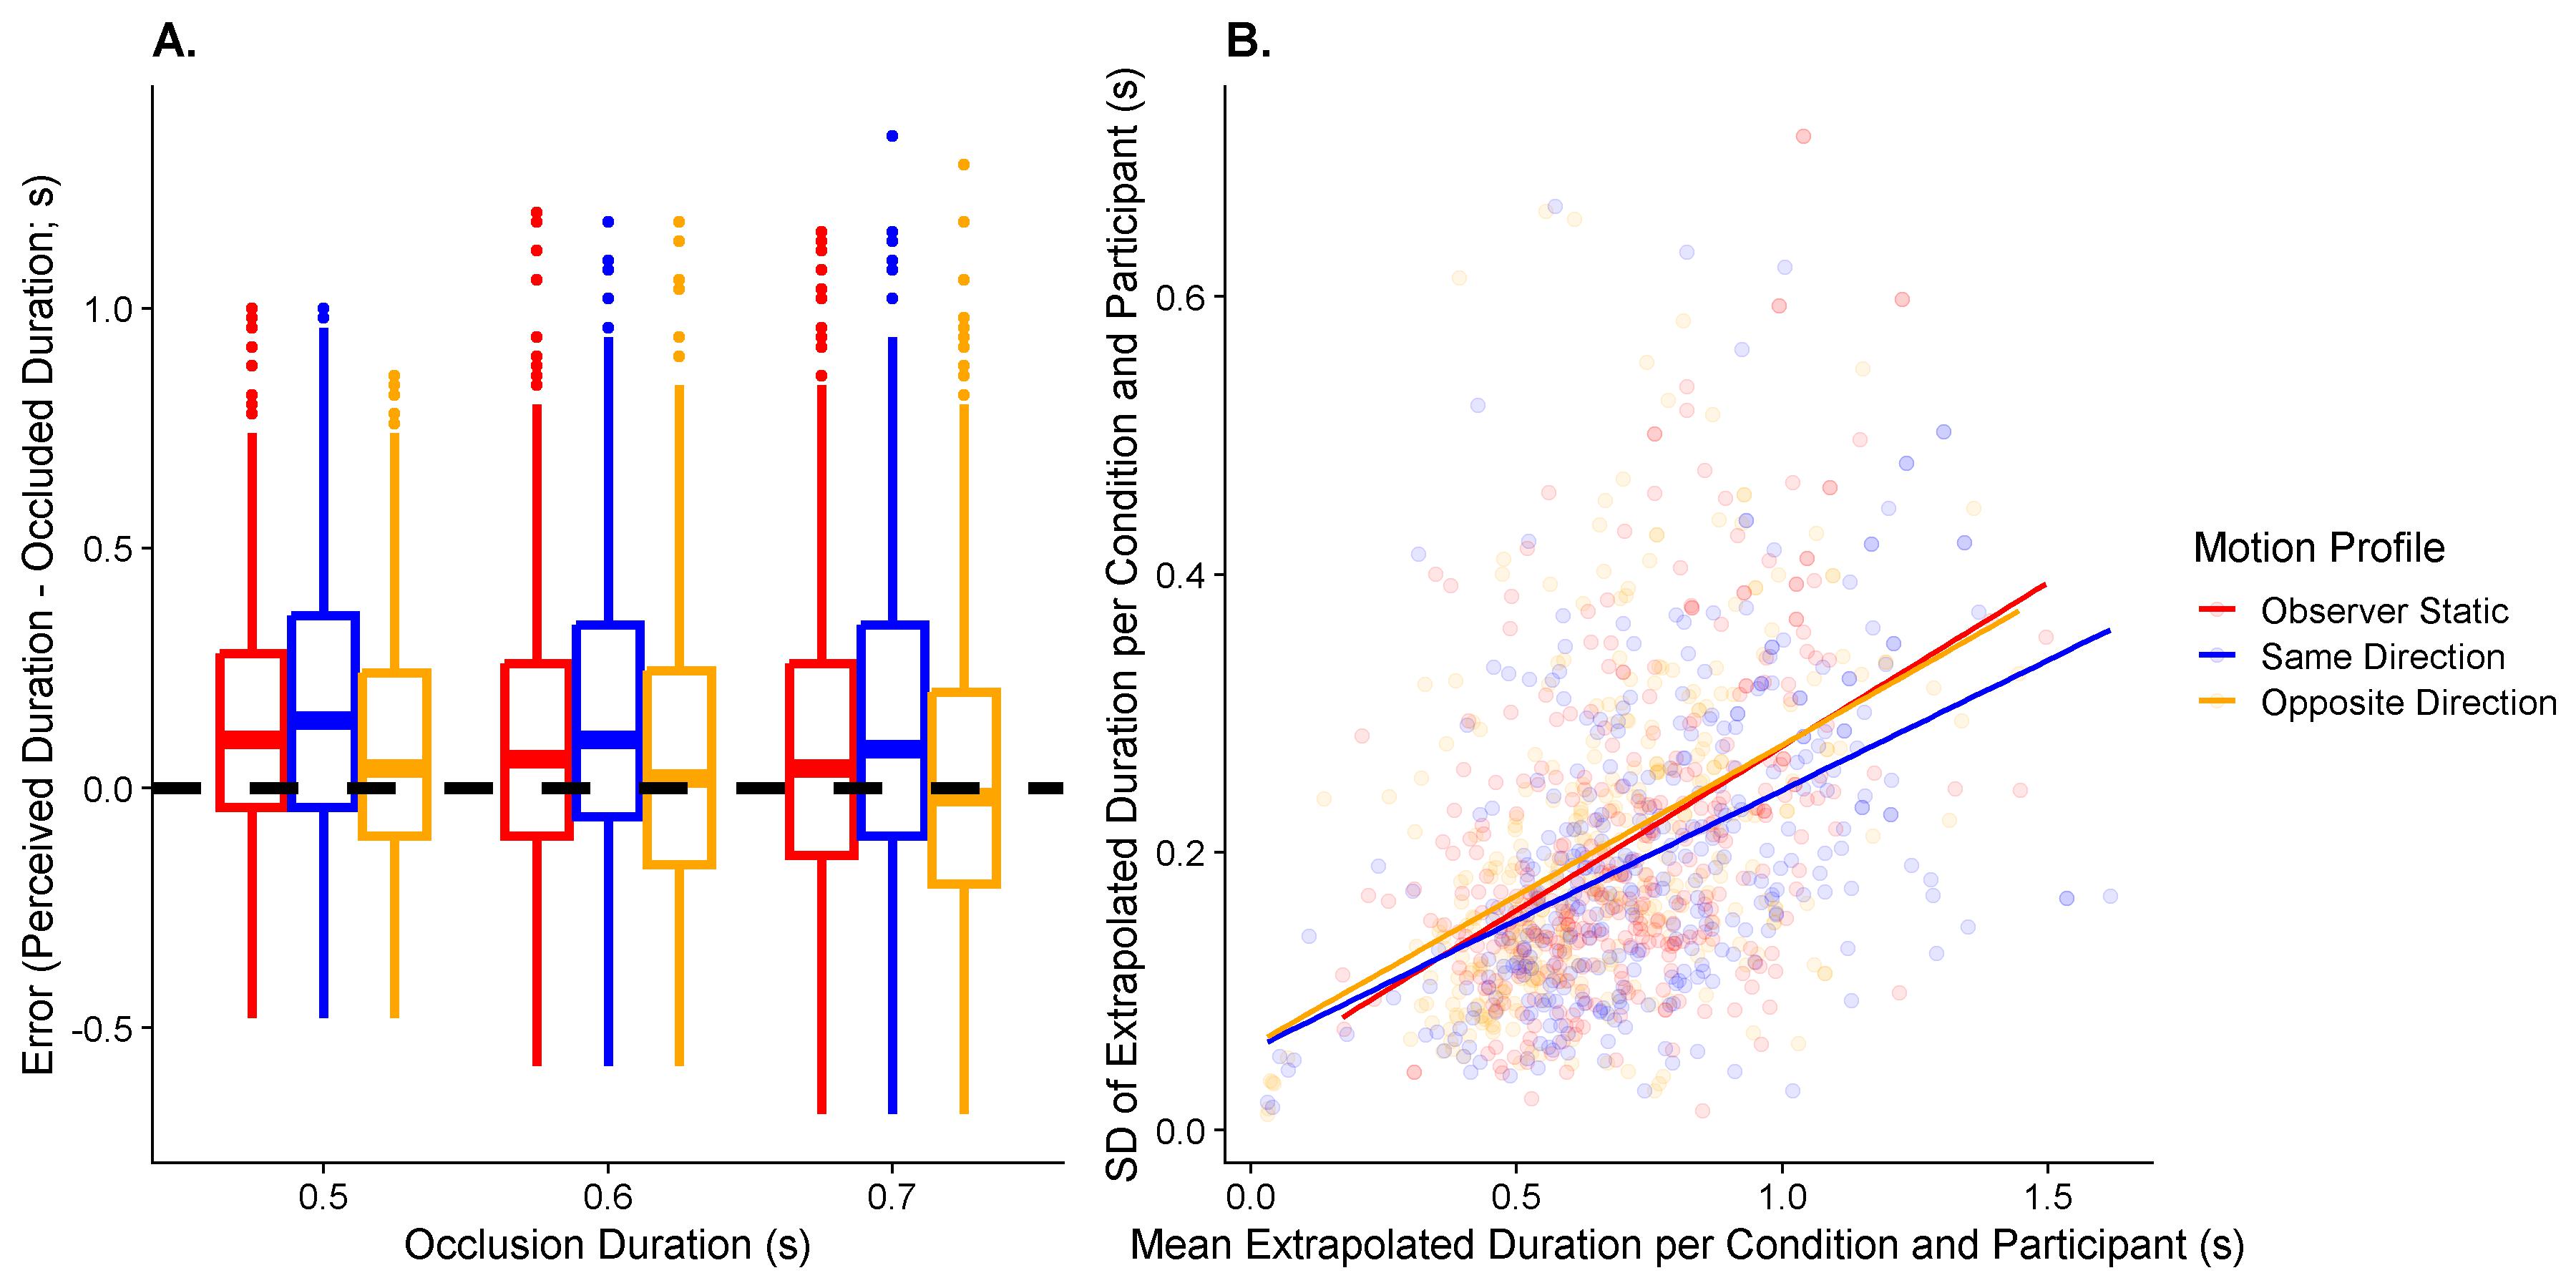 A.
Error (Perceived Duration - Occluded Duration; s)
1.0
0.5
0.0
-0.5
0.5 0.6 0.7
Occlusion Duration (s)
B.
SD of Extrapolated Duration per Condition and Participant (s)
0.6
0.4
0.2
0.0
0.0 0.5 1.0 1.5
Mean Extrapolated Duration per Condition and Participant (s)
Motion Profile
Observer Static
Same Direction
Opposite Direction